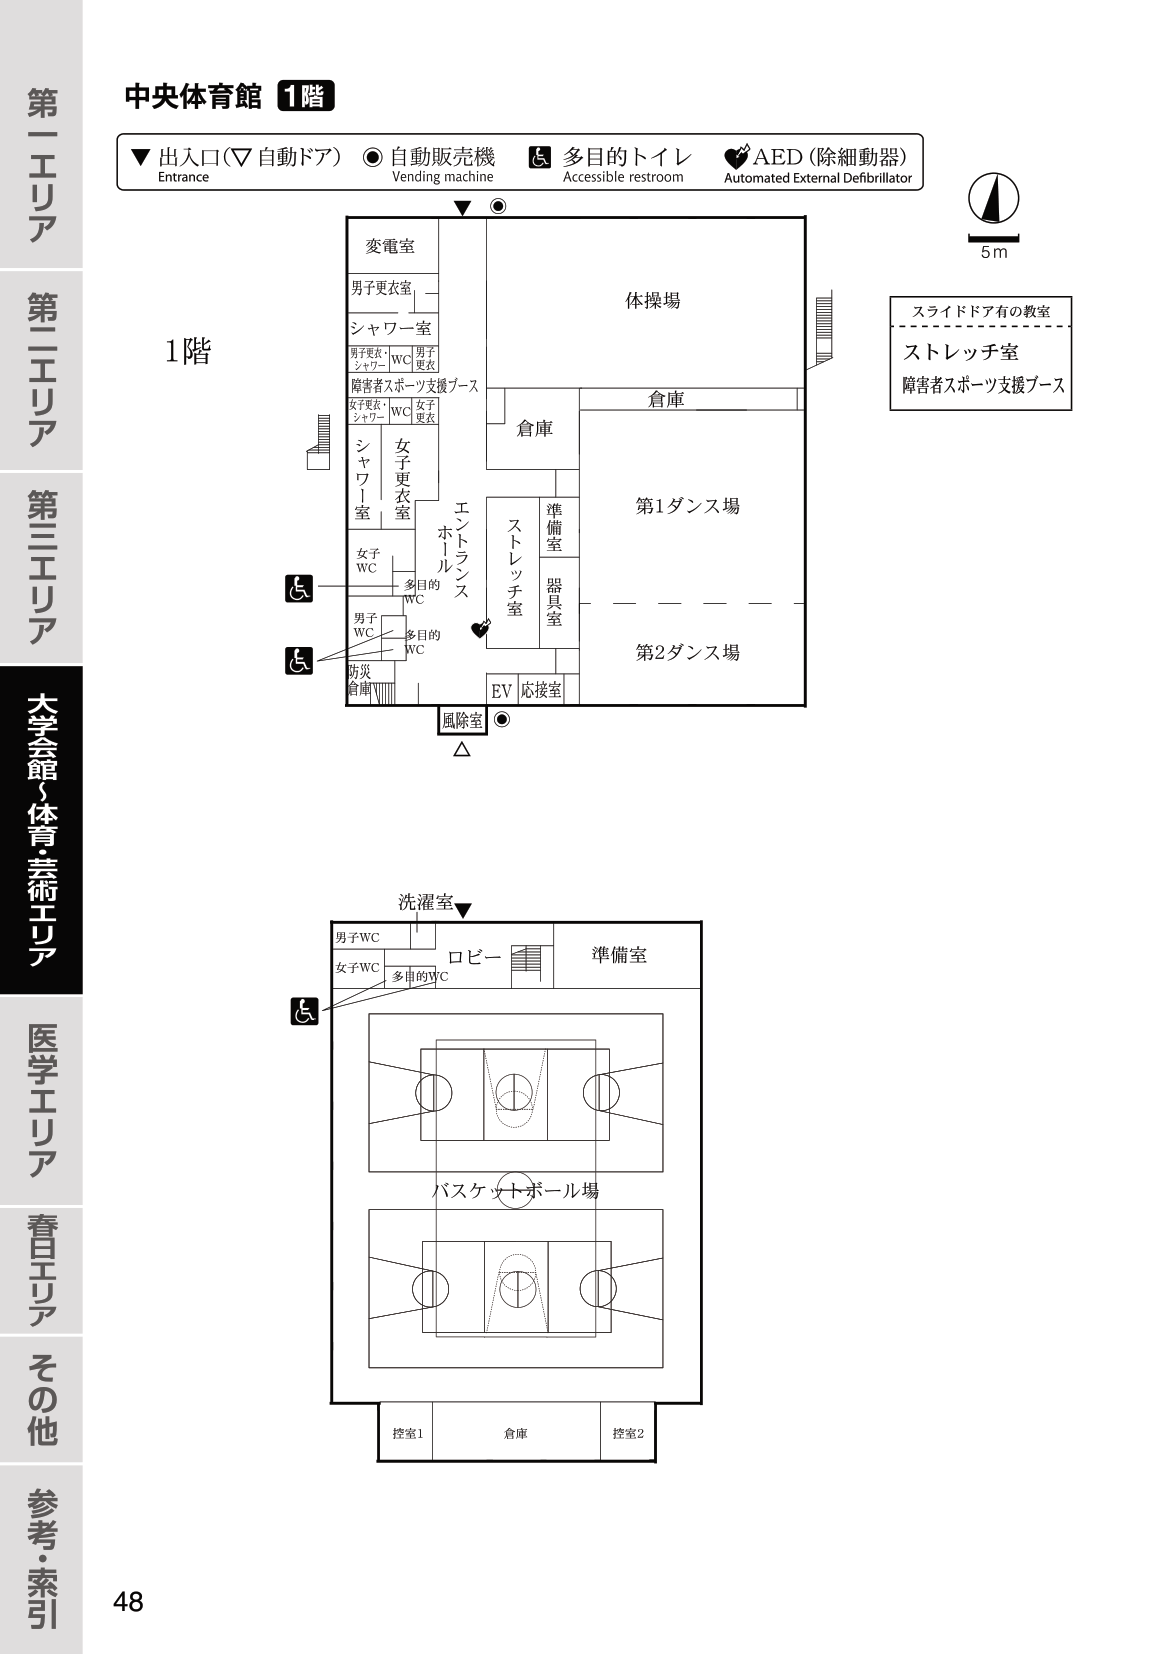 中央体育館 1階
出入口(▽自動ドア)
Entrance
自動販売機
Vending machine
多目的トイレ
Accessible restroom
AED(除細動器)
Automated External Defibrillator
5m
スライドドア有の教室
ストレッチ室
障害者スポーツ支援ブース
1階
変電室
男子更衣室
シャワー室
男子更衣・
シャワー
WC
男子
更衣
障害者スポーツ支援ブース
女子更衣・
シャワー
WC
女子
更衣
シャワー室
女子更衣室
女子
WC
多目的
WC
男子
WC
多目的
WC
防災
倉庫
エントランス
ホール
体操場
倉庫
倉庫
第1ダンス場
ストレッチ室
準備室
器具室
第2ダンス場
EV
応接室
風除室
洗濯室
男子WC
女子WC
多目的WC
ロビー
準備室
バスケットボール場
控室1
倉庫
控室2
第一エリア
第二エリア
第三エリア
大学会館~体育・芸術エリア
医学エリア
春日エリア
その他
参考・索引
48